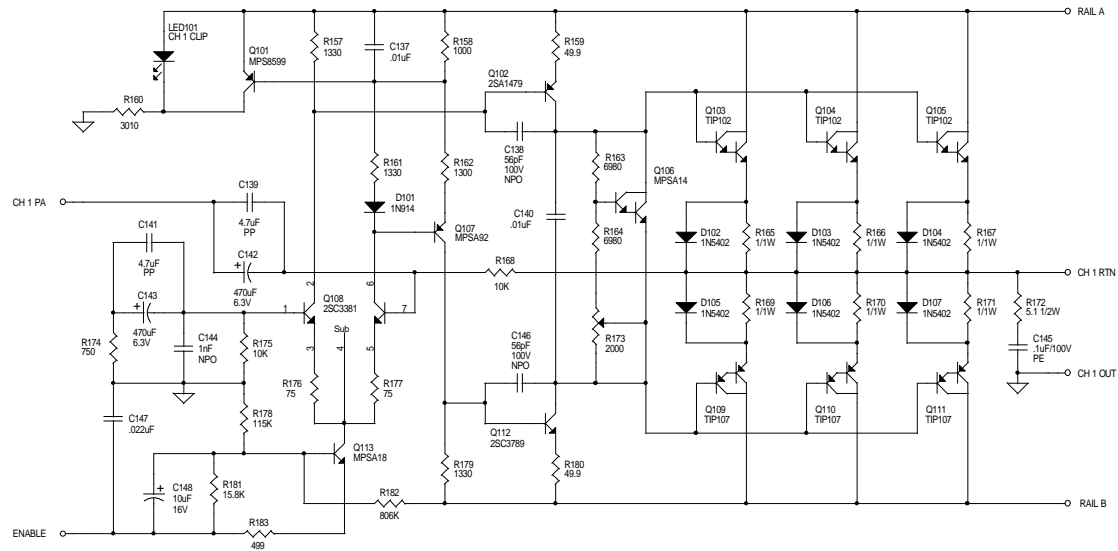 RAIL A
LED101
CH 1 CLIP
Q101
MPS8599
R157
1330
C137
.01uF
R158
1000
R159
49.9
Q102
2SA1479
R160
3010
C138
56pF
100V
NPO
Q103
TIP102
Q104
TIP102
Q105
TIP102
R161
1330
R162
1300
R163
6980
Q106
MPSA14
D101
1N914
CH 1 PA
C139
4.7uF
PP
C140
.01uF
Q107
MPSA92
R164
6980
D102
1N5402
R165
1/1W
D103
1N5402
R166
1/1W
D104
1N5402
R167
1/1W
C141
4.7uF
PP
C142
470uF
6.3V
R168
10K
CH 1 RTN
C143
470uF
6.3V
Q108
2SC3381
1
2
3
4
5
6
7
Sub
R173
2000
D105
1N5402
R169
1/1W
D106
1N5402
R170
1/1W
D107
1N5402
R171
1/1W
R172
5.1 1/2W
R174
750
C144
1nF
NPO
R175
10K
C145
.1uF/100V
PE
C146
56pF
100V
NPO
R176
75
R177
75
CH 1 OUT
C147
.022uF
R178
115K
Q112
2SC3789
Q109
TIP107
Q110
TIP107
Q111
TIP107
Q113
MPSA18
R179
1330
R180
49.9
C148
10uF
16V
R181
15.8K
R182
806K
RAIL B
ENABLE
R183
499